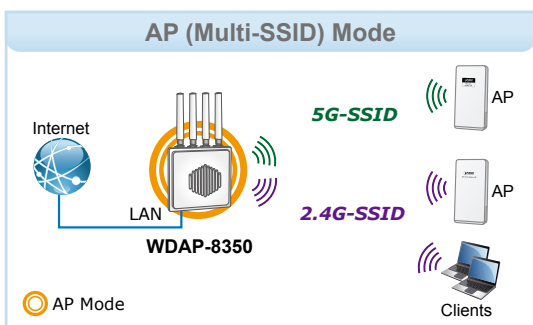 AP (Multi-SSID) Mode
5G-SSID
AP
Internet
LAN
WDAP-8350
2.4G-SSID
AP
AP Mode
Clients